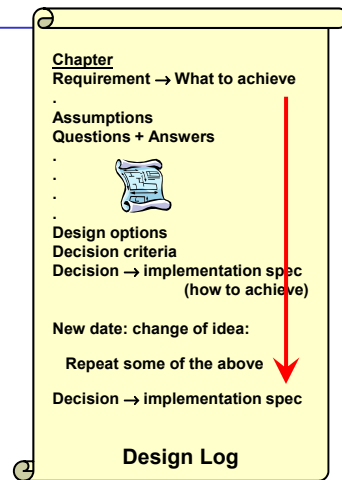 Chapter
Requirement → What to achieve
.
Assumptions
Questions + Answers
.
.
.
.
Design options
Decision criteria
Decision → implementation spec
(how to achieve)
New date: change of idea:
Repeat some of the above
Decision → implementation spec
Design Log